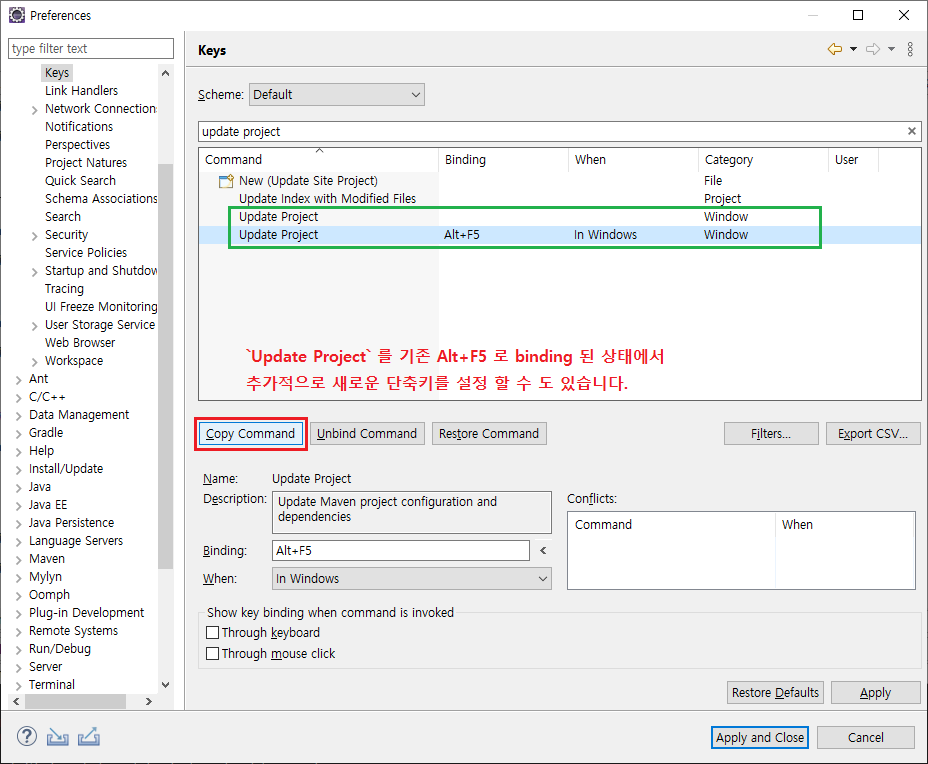 Preferences
type filter text
Keys
Link Handlers
Network Connection
Notifications
Perspectives
Project Natures
Quick Search
Schema Associations
Search
Security
Service Policies
Startup and Shutdow
Tracing
UI Freeze Monitoring
User Storage Service
Web Browser
Workspace
Ant
C/C++
Data Management
Gradle
Help
Install/Update
Java
Java EE
Java Persistence
Language Servers
Maven
Mylyn
Oomph
Plug-in Development
Remote Systems
Run/Debug
Server
Terminal
Keys
Scheme: Default
update project
Command Binding When Category User
New (Update Site Project) File
Update Index with Modified Files Project
Update Project Window
Update Project Alt+F5 In Windows Window
`Update Project` 를 기존 Alt+F5 로 binding 된 상태에서
추가적으로 새로운 단축키를 설정 할 수 도 있습니다.
Copy Command Unbind Command Restore Command Filters... Export CSV...
Name: Update Project
Description: Update Maven project configuration and
dependencies
Binding: Alt+F5
When: In Windows
Conflicts:
Command When
Show key binding when command is invoked
Through keyboard
Through mouse click
Restore Defaults Apply
Apply and Close Cancel